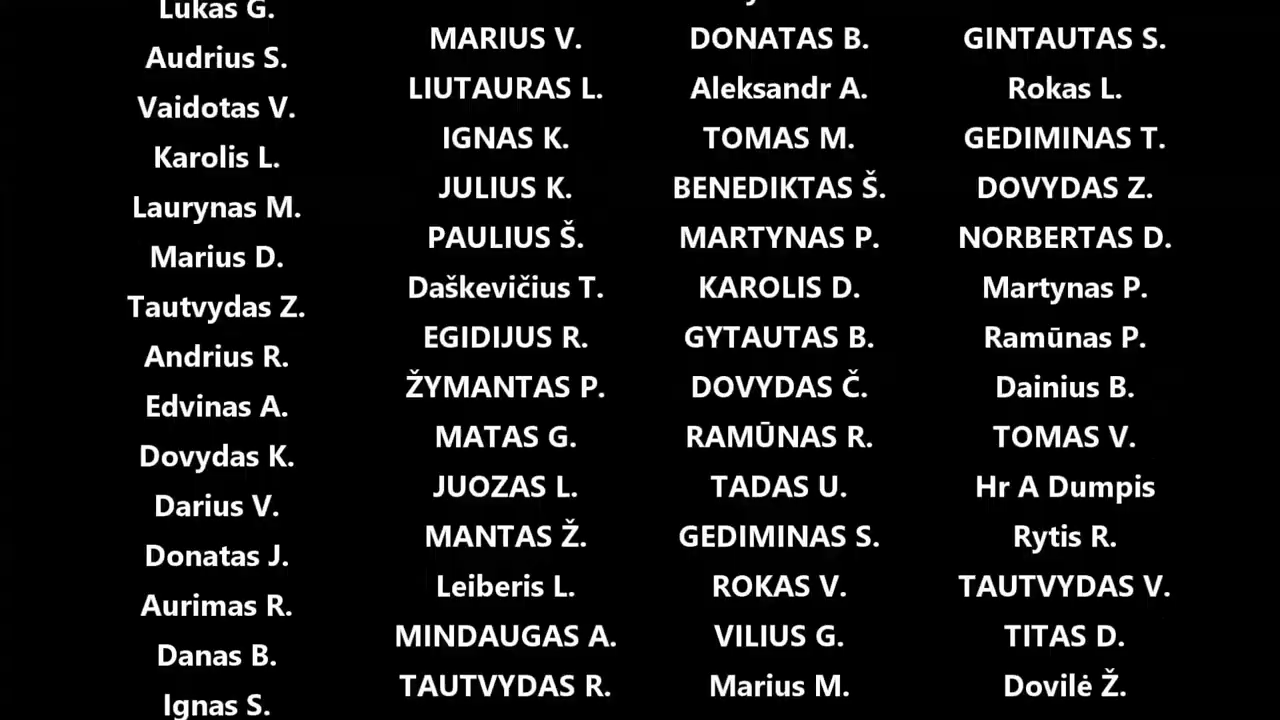 Lukas G.
Audrius S.
Vaidotas V.
Karolis L.
Laurynas M.
Marius D.
Tautvydas Z.
Andrius R.
Edvinas A.
Dovydas K.
Darius V.
Donatas J.
Aurimas R.
Danas B.
Ignas S.
MARIUS V.
LIUTAURAS L.
IGNAS K.
JULIUS K.
PAULIUS Š.
Daškevičius T.
EGIDIJUS R.
ŽYMANTAS P.
MATAS G.
JUOZAS L.
MANTAS Ž.
Leiberis L.
MINDAUGAS A.
TAUTVYDAS R.
DONATAS B.
Aleksandr A.
TOMAS M.
BENEDIKTAS Š.
MARTYNAS P.
KAROLIS D.
GYTAUTAS B.
DOVYDAS Č.
RAMŪNAS R.
TADAS U.
GEDIMINAS S.
ROKAS V.
VILIUS G.
Marius M.
GINTAUTAS S.
Rokas L.
GEDIMINAS T.
DOVYDAS Z.
NORBERTAS D.
Martynas P.
Ramūnas P.
Dainius B.
TOMAS V.
Hr A Dumpis
Rytis R.
TAUTVYDAS V.
TITAS D.
Dovilė Ž.